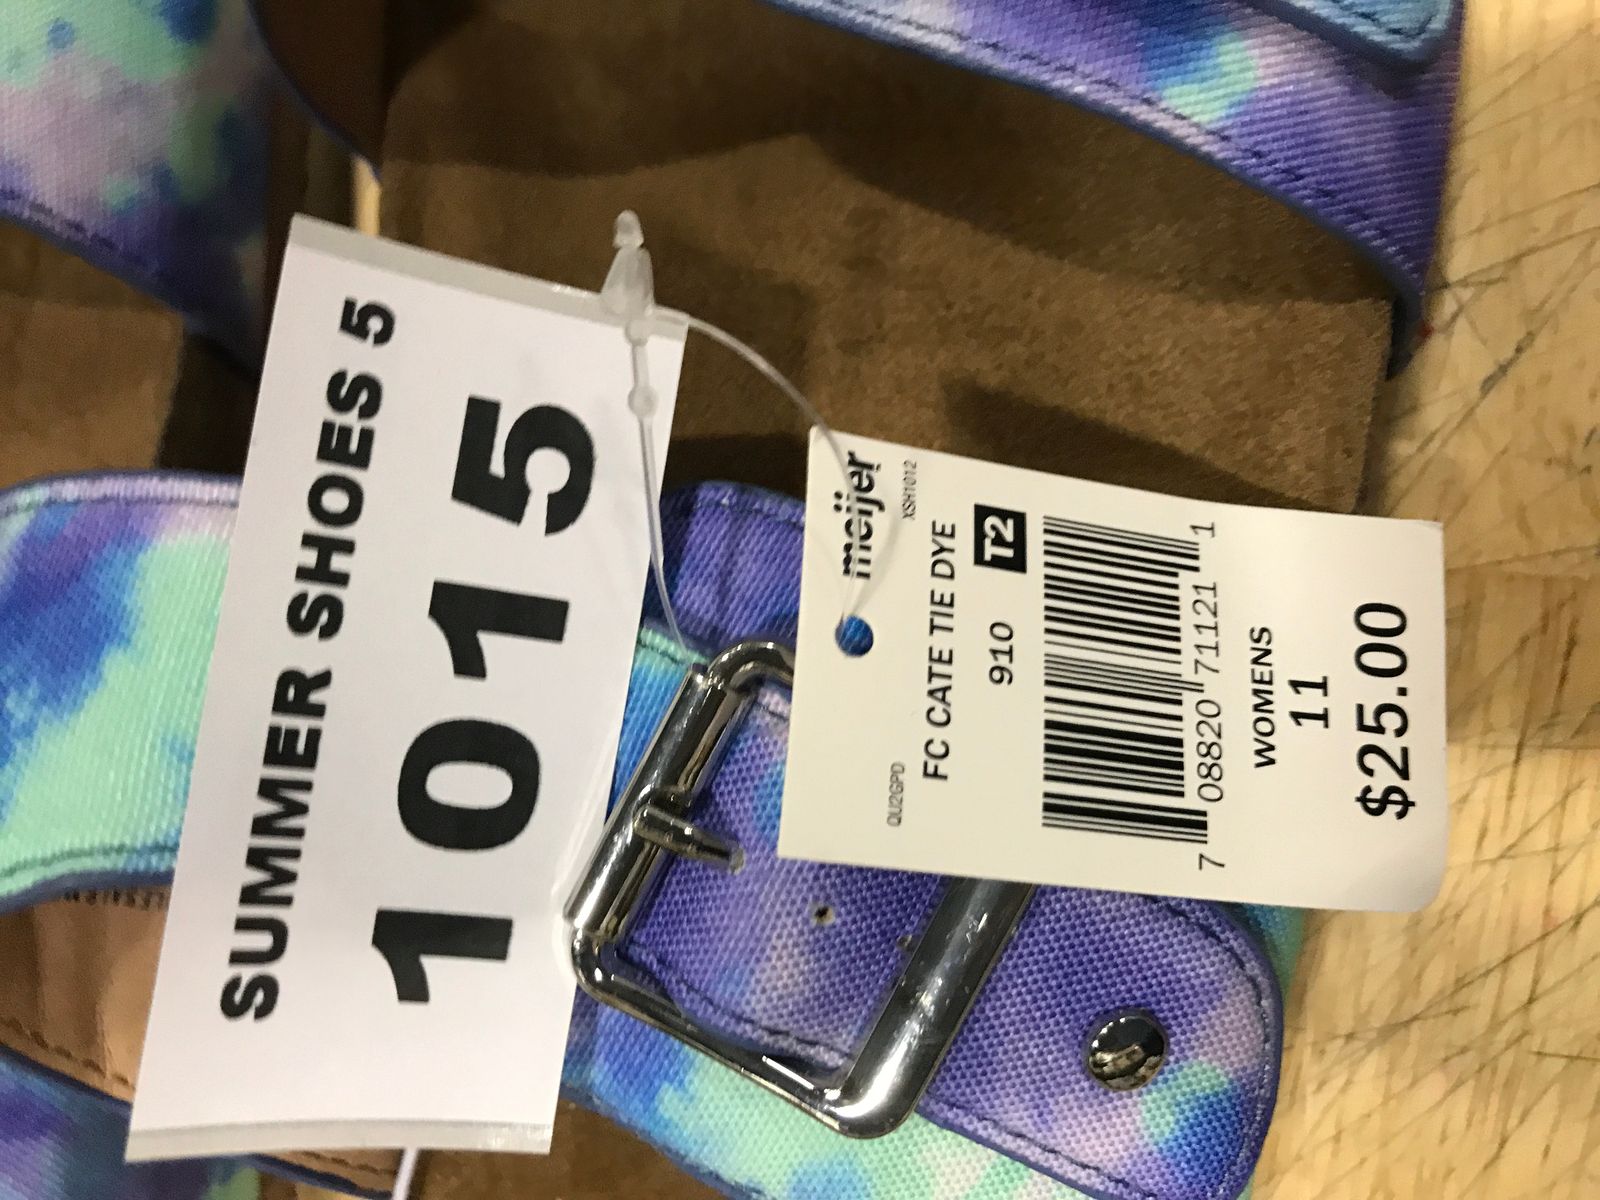 SUMMER SHOES 5
1015
meijer
XSH1012
QU2GPD
FC CATE TIE DYE
910 T2
7 08820 71121 1
WOMENS
11
$25.00